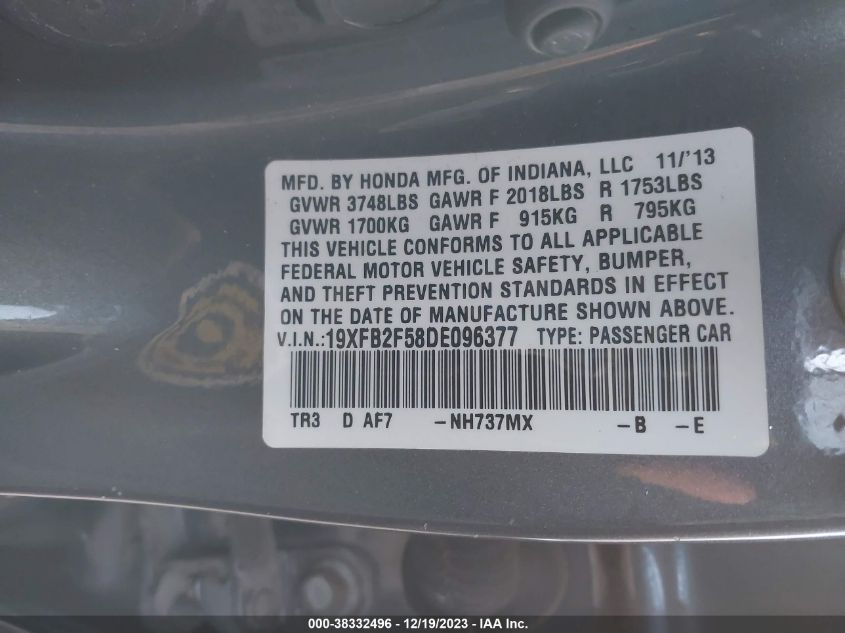 MFD. BY HONDA MFG. OF INDIANA, LLC 11/'13
GVWR 3748LBS GAWR F 2018LBS R 1753LBS
GVWR 1700KG GAWR F 915KG R 795KG
THIS VEHICLE CONFORMS TO ALL APPLICABLE
FEDERAL MOTOR VEHICLE SAFETY, BUMPER,
AND THEFT PREVENTION STANDARDS IN EFFECT
ON THE DATE OF MANUFACTURE SHOWN ABOVE.
V.I.N.:19XFB2F58DE096377 TYPE: PASSENGER CAR
TR3 D AF7 -NH737MX -B -E
000-38332496 - 12/19/2023 - IAA Inc.